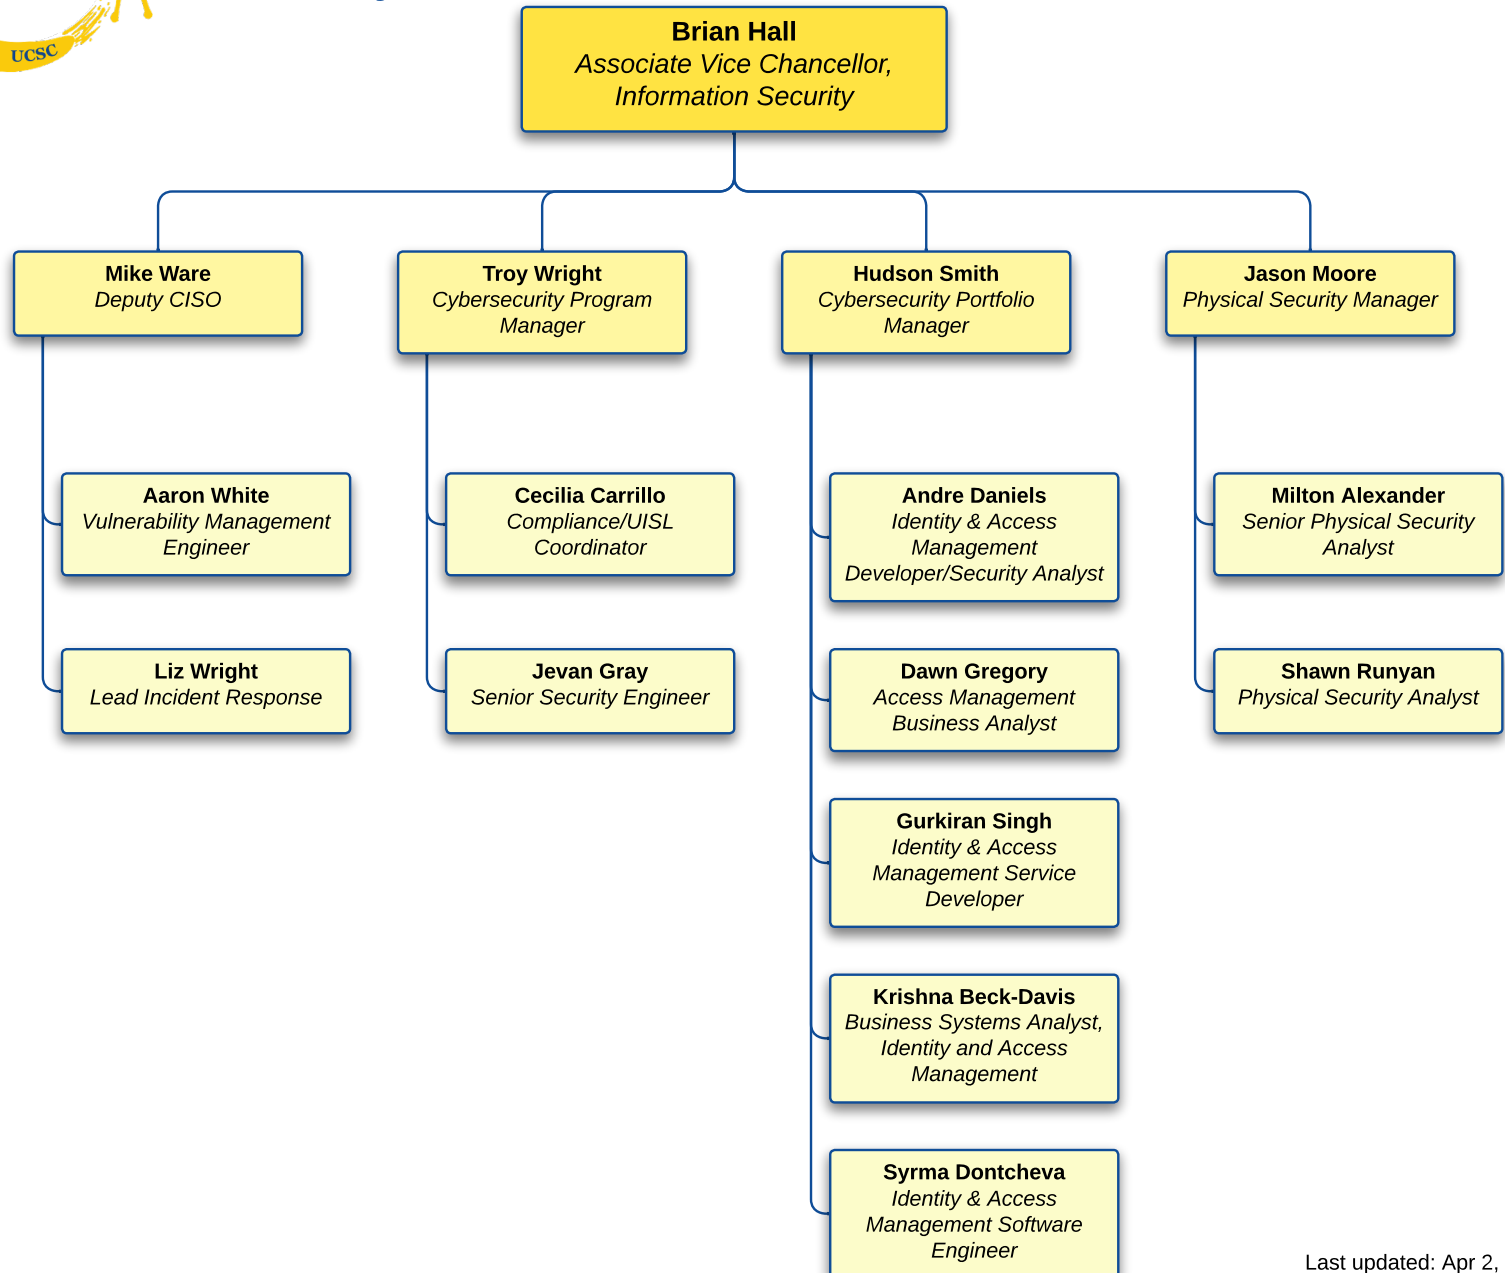 UCSC
Brian Hall
Associate Vice Chancellor,
Information Security
Mike Ware
Deputy CISO
Troy Wright
Cybersecurity Program
Manager
Hudson Smith
Cybersecurity Portfolio
Manager
Jason Moore
Physical Security Manager
Aaron White
Vulnerability Management
Engineer
Liz Wright
Lead Incident Response
Cecilia Carrillo
Compliance/UISL
Coordinator
Jevan Gray
Senior Security Engineer
Andre Daniels
Identity & Access
Management
Developer/Security Analyst
Dawn Gregory
Access Management
Business Analyst
Gurkiran Singh
Identity & Access
Management Service
Developer
Krishna Beck-Davis
Business Systems Analyst,
Identity and Access
Management
Syrma Dontcheva
Identity & Access
Management Software
Engineer
Milton Alexander
Senior Physical Security
Analyst
Shawn Runyan
Physical Security Analyst
Last updated: Apr 2,